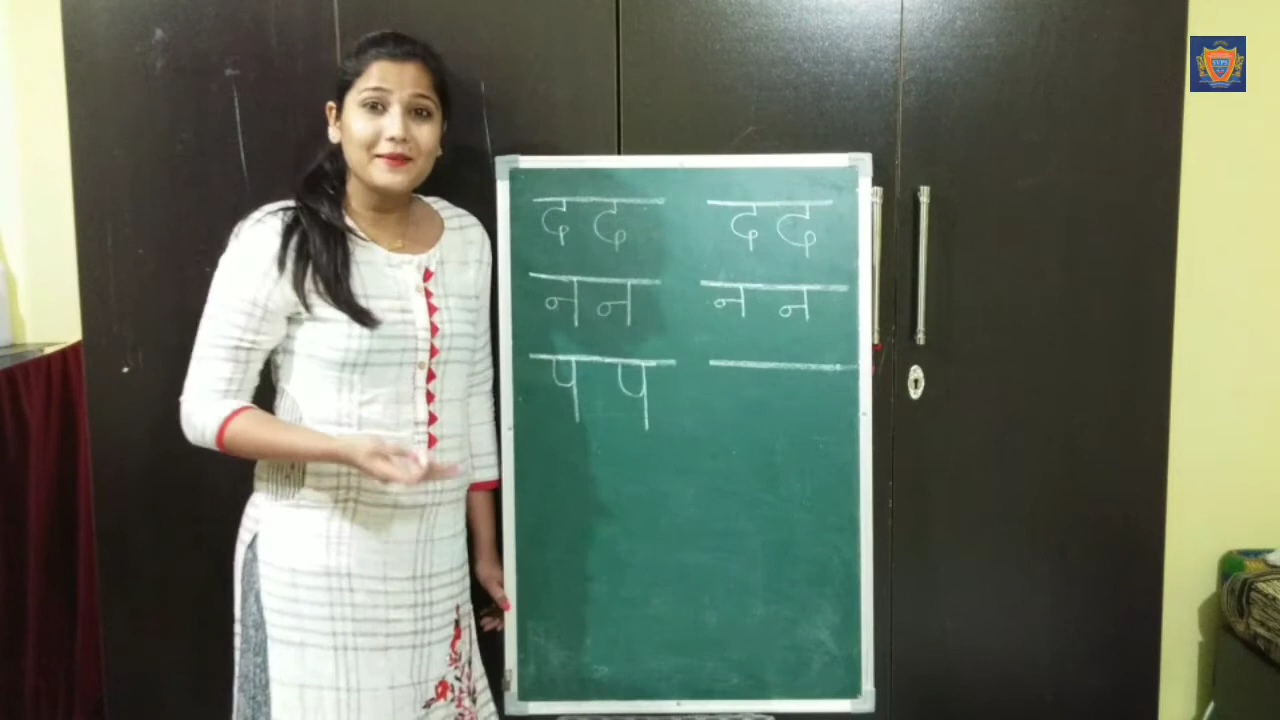 द द द द
न न न न
प प